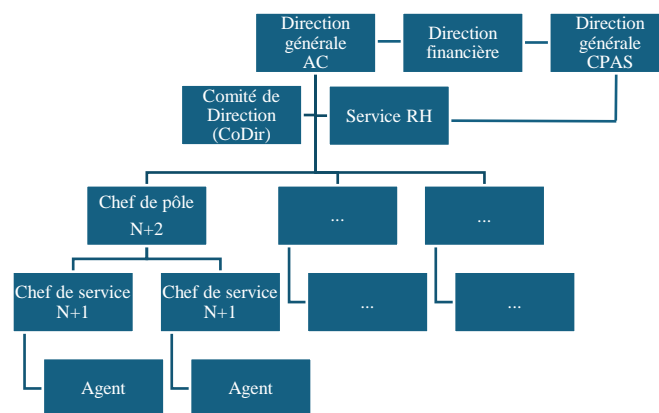 Direction
générale
AC
Direction
financière
Direction
générale
CPAS
Comité de
Direction
(CoDir)
Service RH
Chef de pôle
N+2
...
...
Chef de service
N+1
Chef de service
N+1
...
...
Agent
Agent